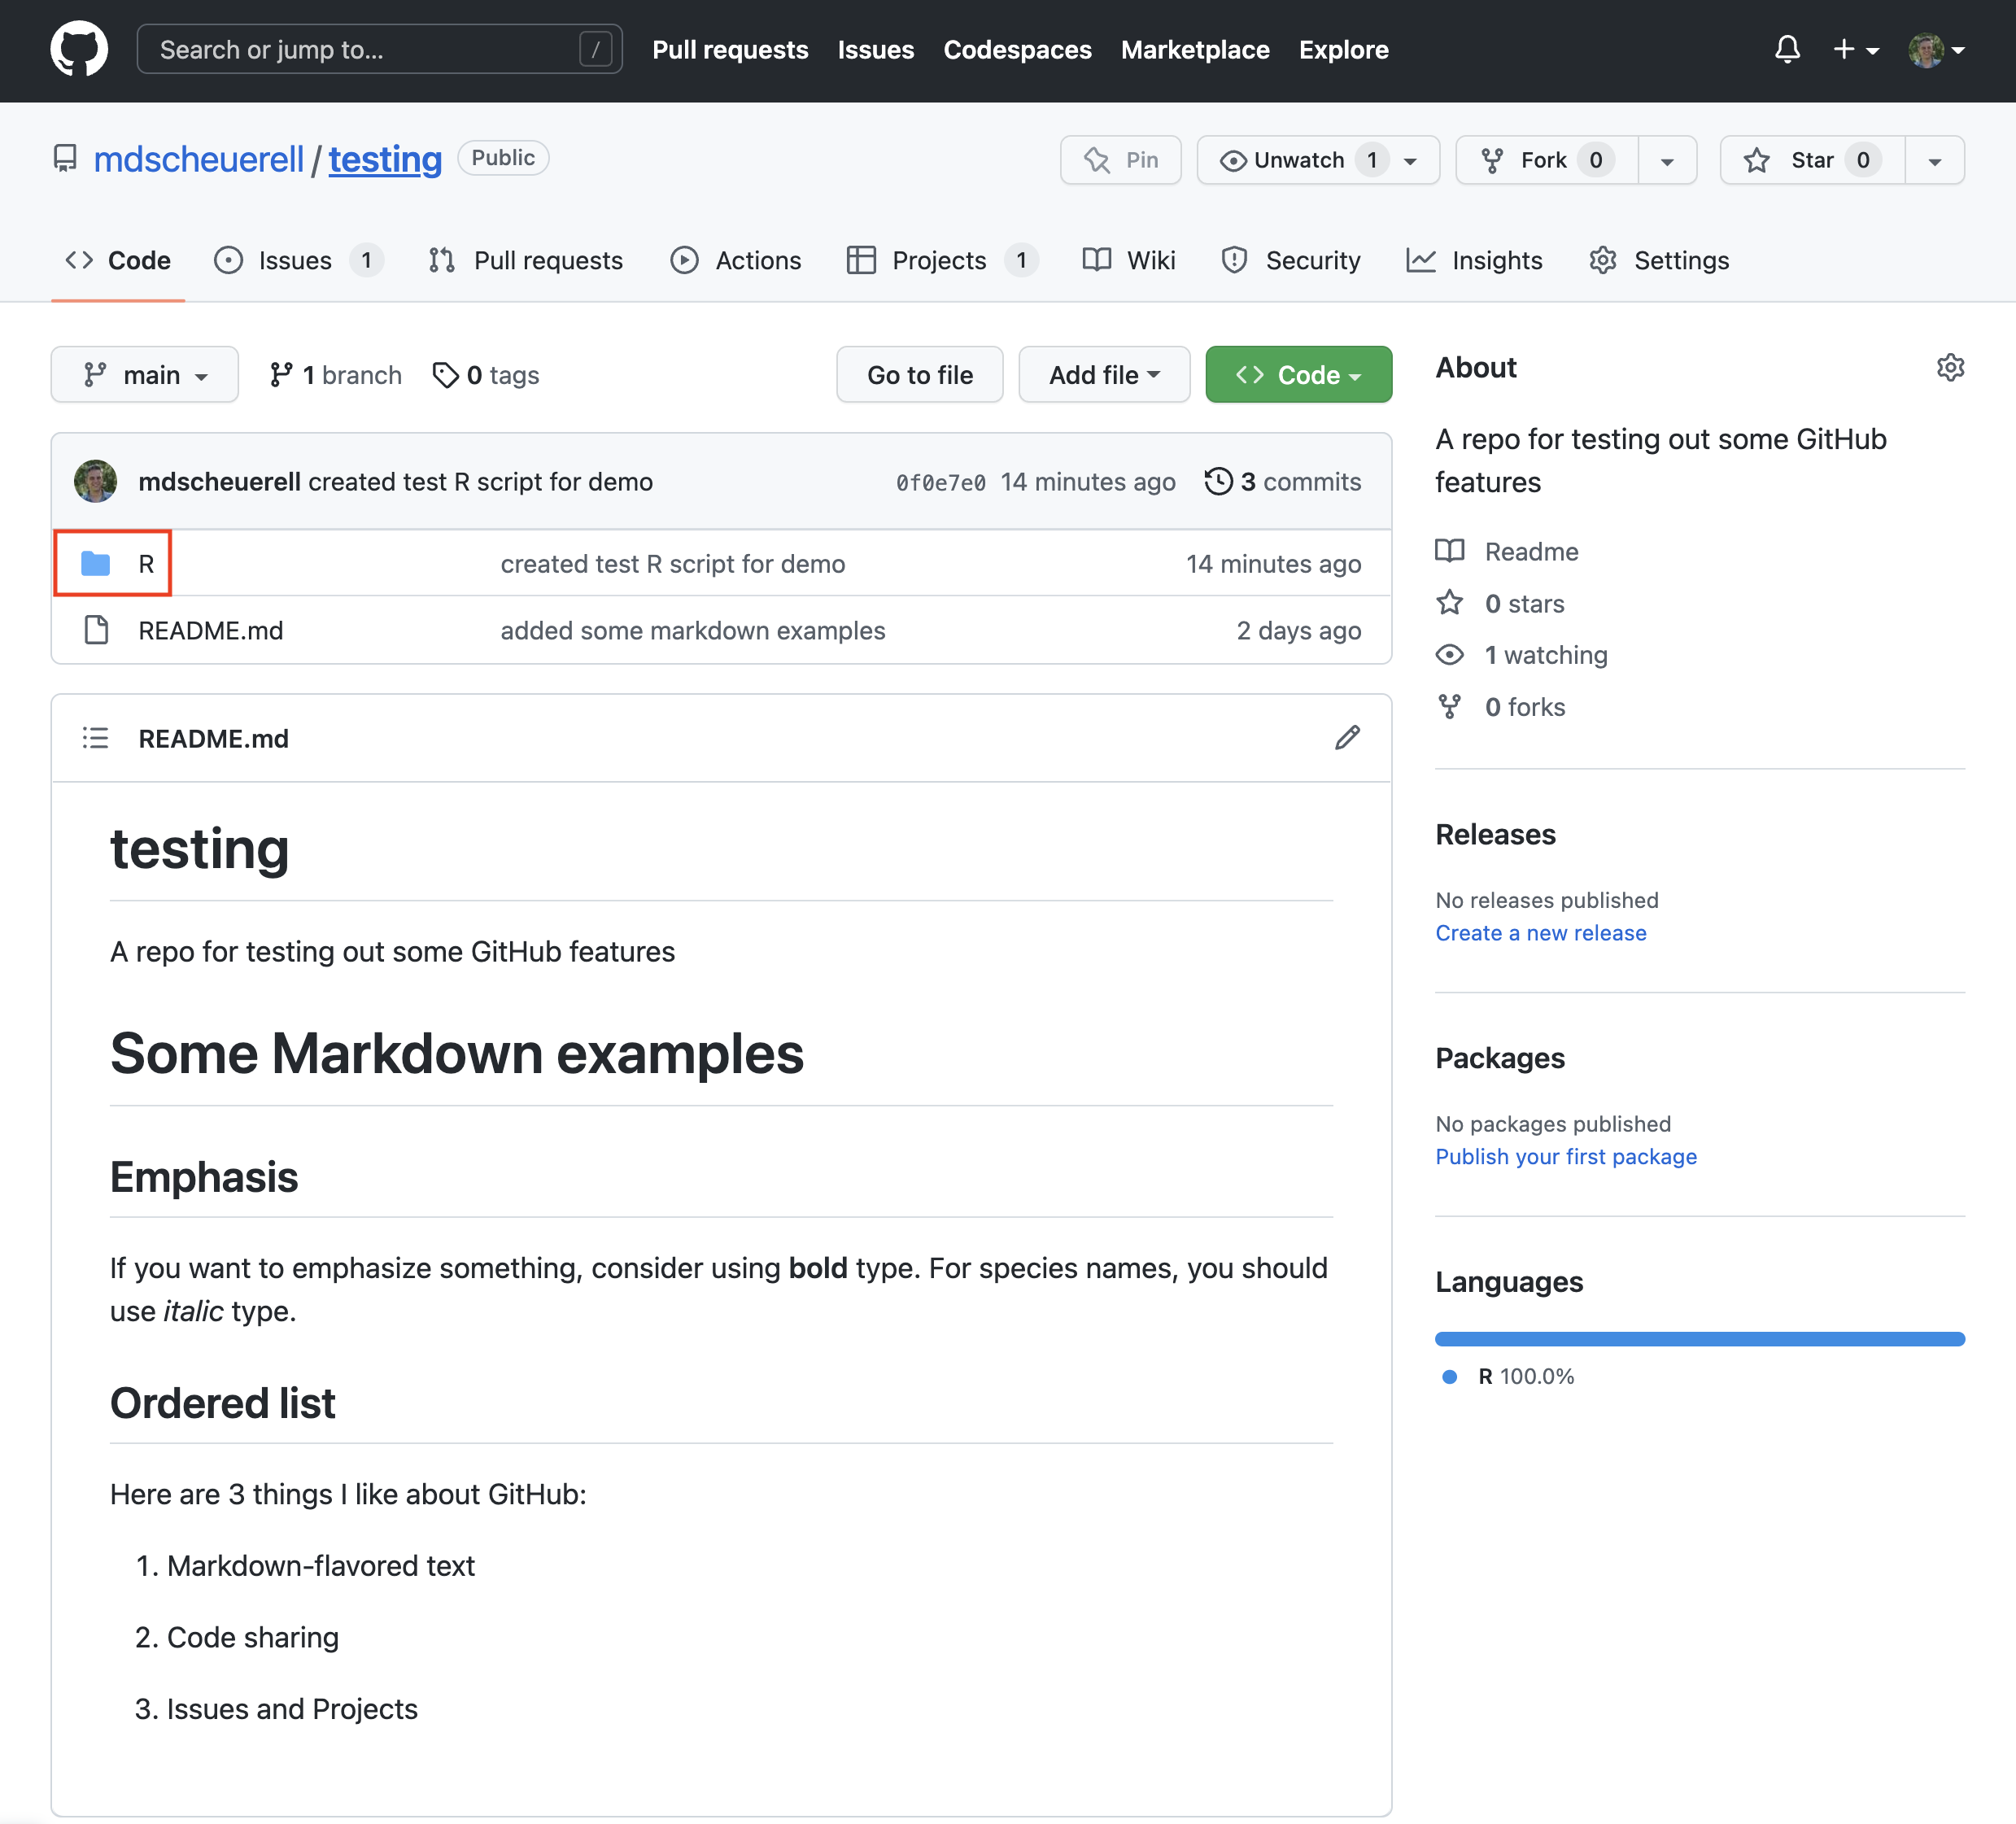 Search or jump to... / Pull requests Issues Codespaces Marketplace Explore
mdscheuerell / testing Public Pin Unwatch 1 Fork 0 Star 0
Code Issues 1 Pull requests Actions Projects 1 Wiki Security Insights Settings
main 1 branch 0 tags Go to file Add file Code
mdscheuerell created test R script for demo 0f0e7e0 14 minutes ago 3 commits
R created test R script for demo 14 minutes ago
README.md added some markdown examples 2 days ago
README.md
testing
A repo for testing out some GitHub features
Some Markdown examples
Emphasis
If you want to emphasize something, consider using bold type. For species names, you should
use italic type.
Ordered list
Here are 3 things I like about GitHub:
1. Markdown-flavored text
2. Code sharing
3. Issues and Projects
About
A repo for testing out some GitHub
features
Readme
0 stars
1 watching
0 forks
Releases
No releases published
Create a new release
Packages
No packages published
Publish your first package
Languages
R 100.0%